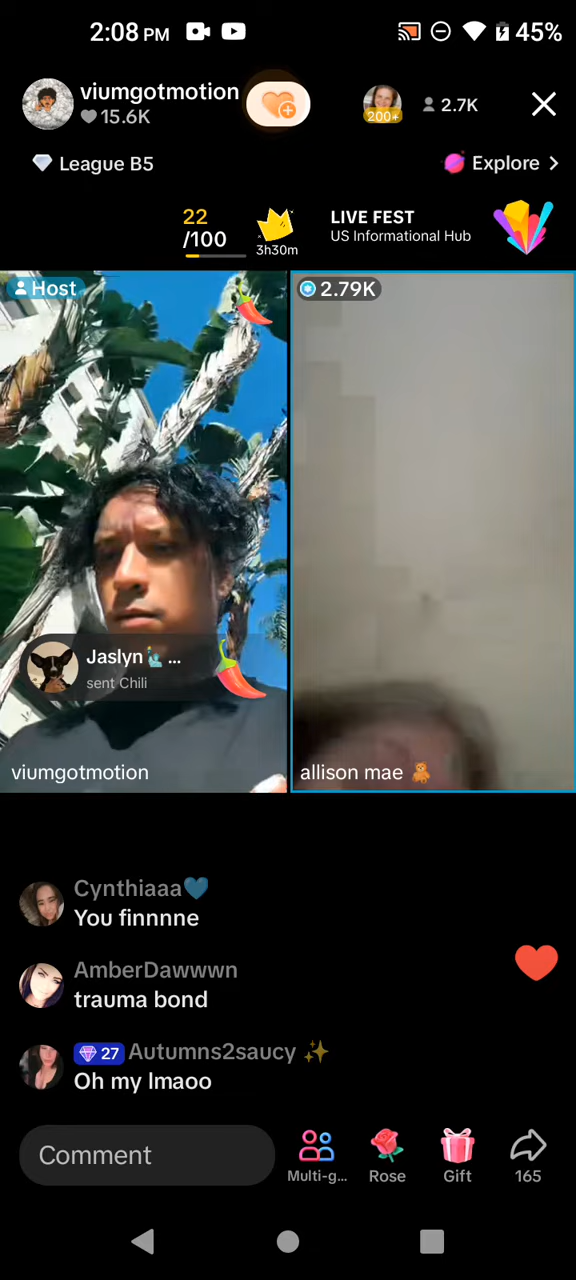 2:08 PM
45%
viumgotmotion
15.6K
200+
2.7K
League B5
Explore >
22
/100
3h30m
LIVE FEST
US Informational Hub
Host
2.79K
Jaslyn🗽 ...
sent Chili
viumgotmotion
allison mae 🧸
Cynthiaaa💙
You finnnne
AmberDawwwn
trauma bond
27 Autumns2saucy ✨
Oh my lmaoo
Comment
Multi-g...
Rose
Gift
165